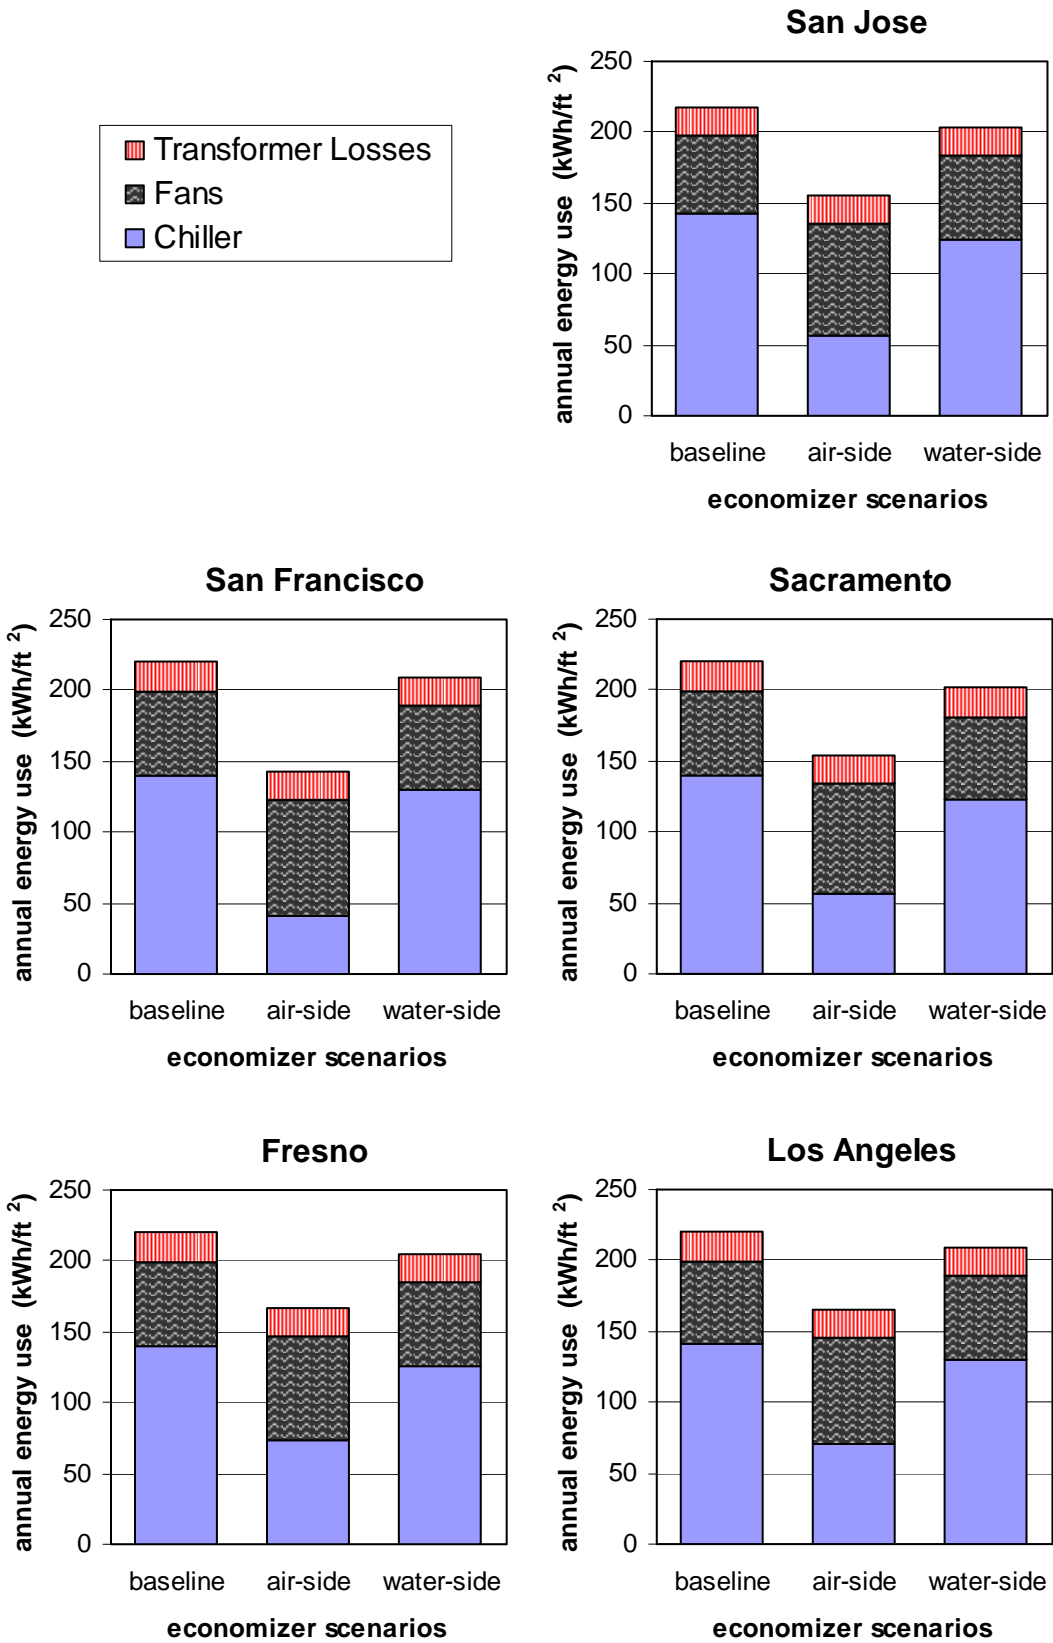 San Jose
Transformer Losses
Fans
Chiller
annual energy use (kWh/ft 2)
250
200
150
100
50
0
baseline air-side water-side
economizer scenarios
San Francisco
annual energy use (kWh/ft 2)
250
200
150
100
50
0
baseline air-side water-side
economizer scenarios
Sacramento
annual energy use (kWh/ft 2)
250
200
150
100
50
0
baseline air-side water-side
economizer scenarios
Fresno
annual energy use (kWh/ft 2)
250
200
150
100
50
0
baseline air-side water-side
economizer scenarios
Los Angeles
annual energy use (kWh/ft 2)
250
200
150
100
50
0
baseline air-side water-side
economizer scenarios